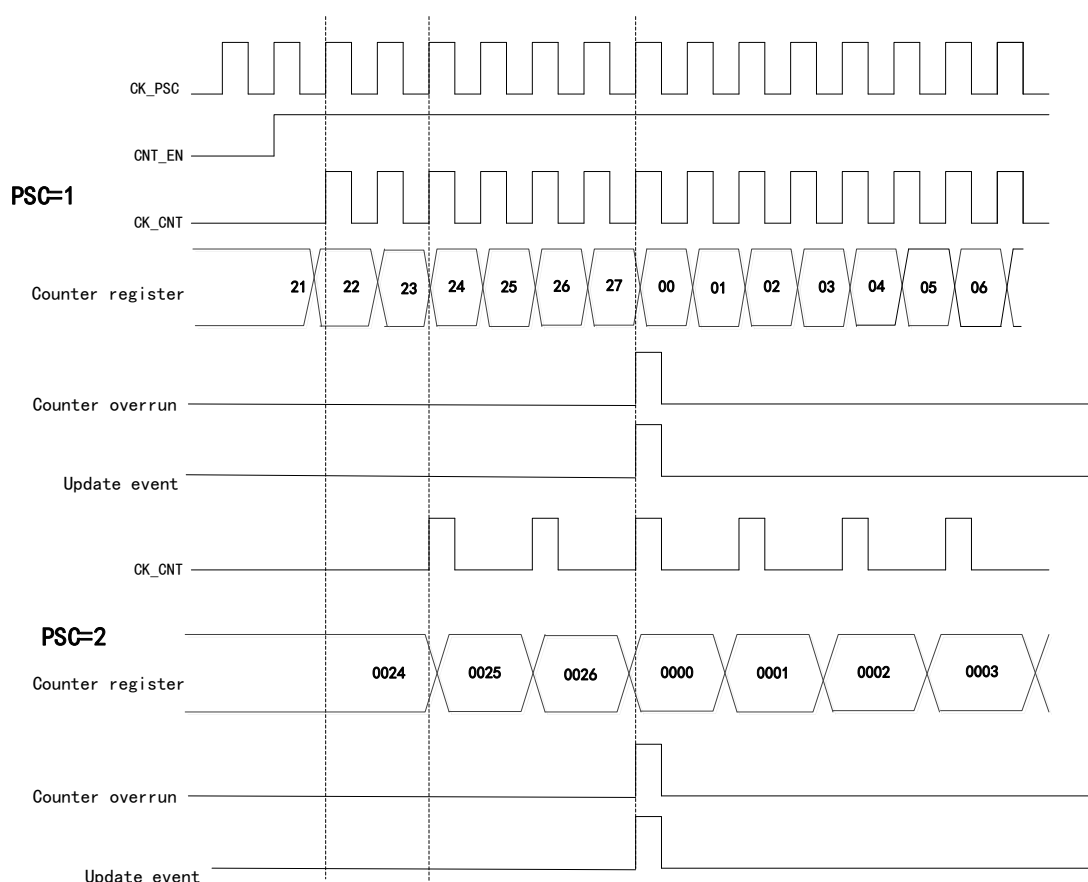 CK_PSC
CNT_EN
PSC=1
CK_CNT
Counter register 21 22 23 24 25 26 27 00 01 02 03 04 05 06
Counter overrun
Update event
CK_CNT
PSC=2
Counter register 0024 0025 0026 0000 0001 0002 0003
Counter overrun
Update event